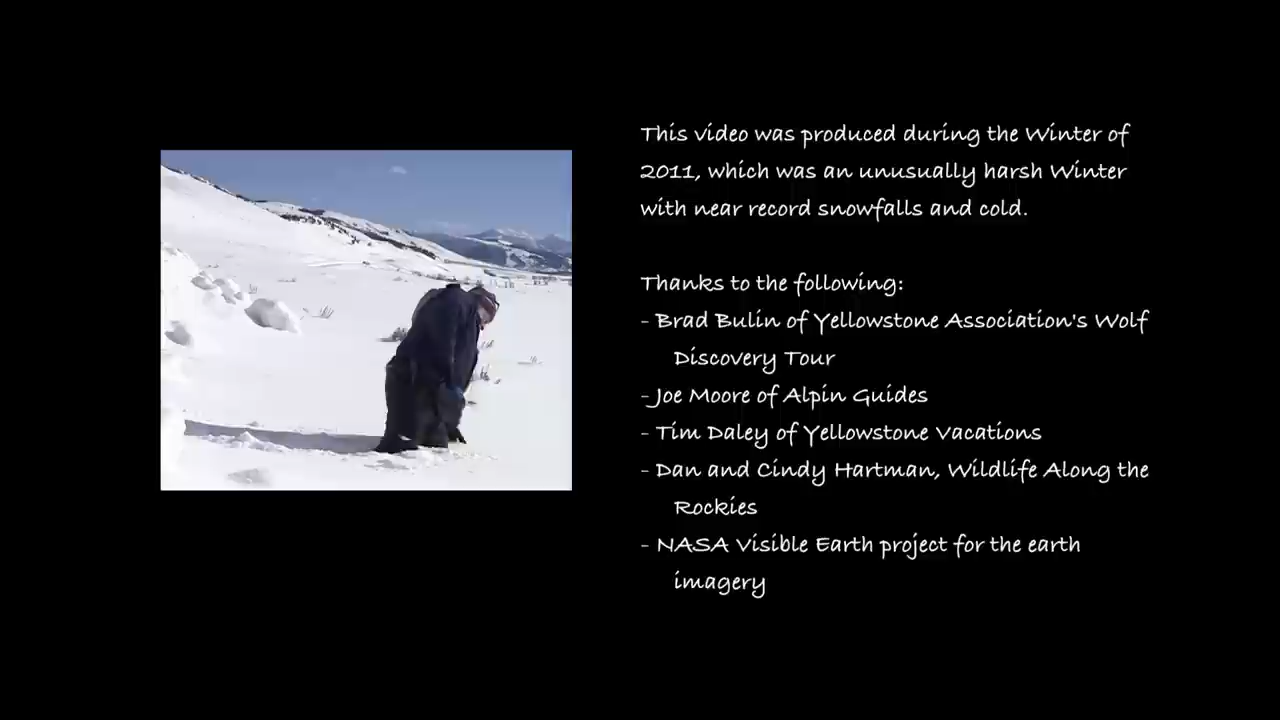 This video was produced during the Winter of
2011, which was an unusually harsh Winter
with near record snowfalls and cold.
Thanks to the following:
- Brad Bulin of Yellowstone Association's Wolf
Discovery Tour
- Joe Moore of Alpin Guides
- Tim Daley of Yellowstone Vacations
- Dan and Cindy Hartman, Wildlife Along the
Rockies
- NASA Visible Earth project for the earth
imagery